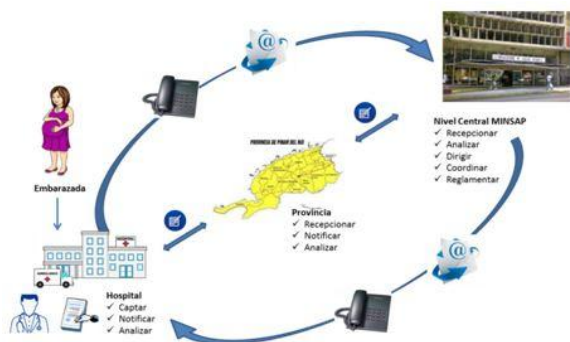 Embarazada
Hospital
✓ Captar
✓ Notificar
✓ Analizar
PROVINCIA DE PINAR DEL RIO
Provincia
✓ Recepcionar
✓ Notificar
✓ Analizar
Nivel Central MINSAP
✓ Recepcionar
✓ Analizar
✓ Dirigir
✓ Coordinar
✓ Reglamentar
@
@